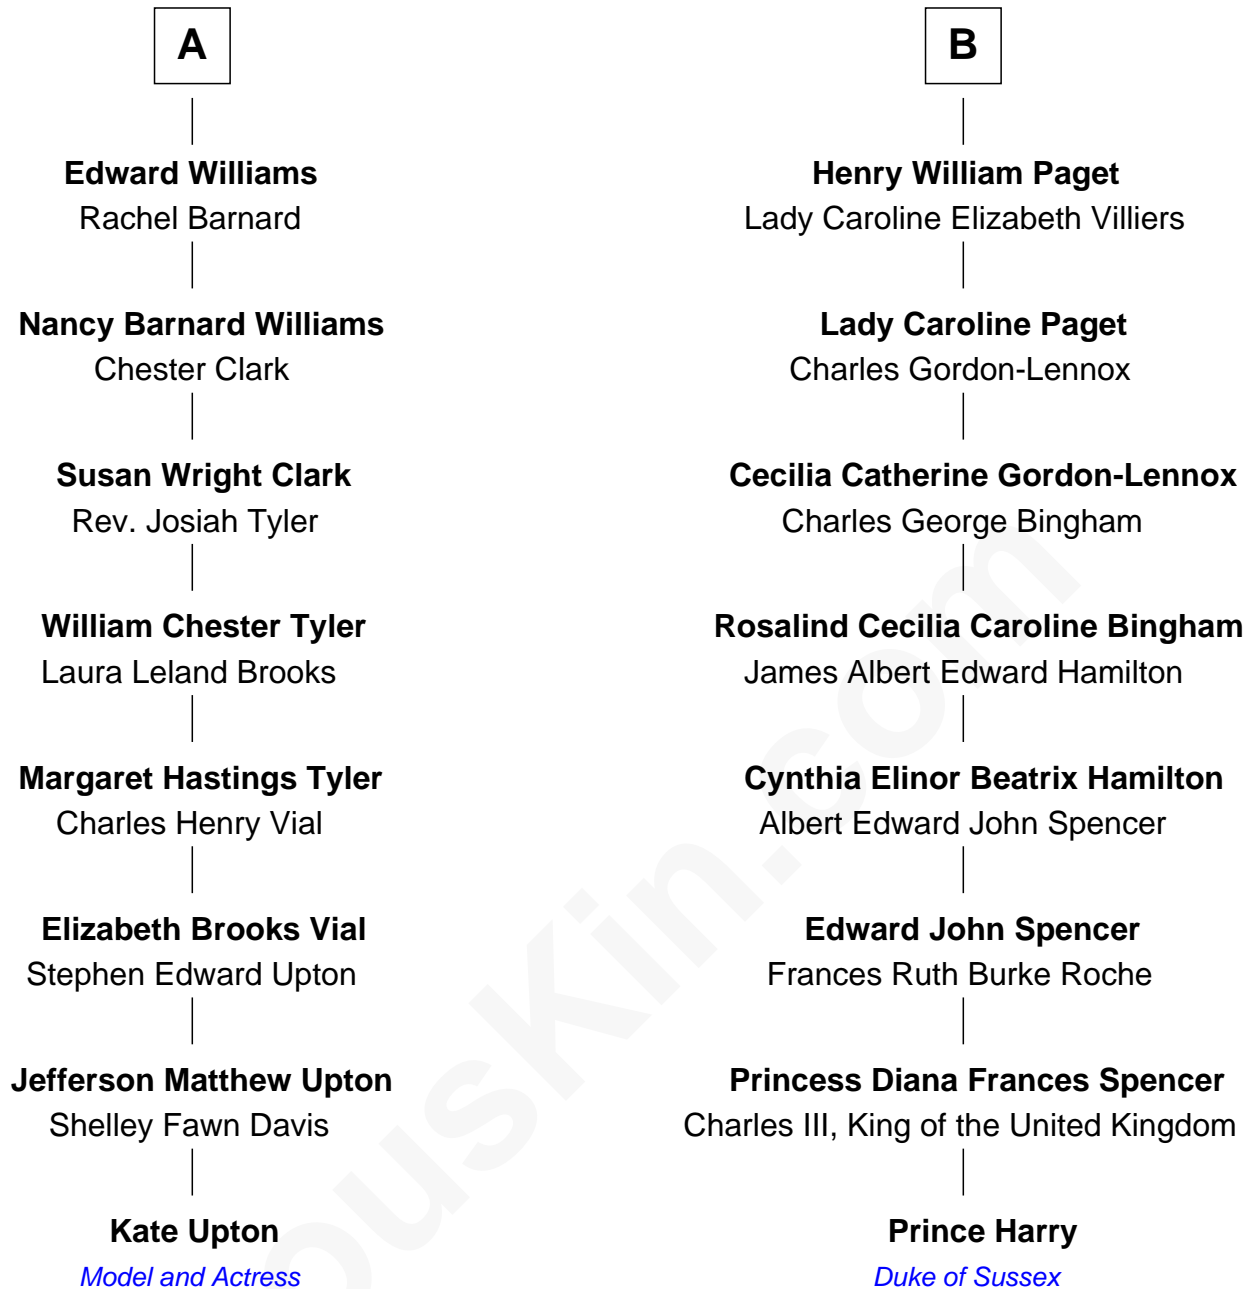 A
Edward Williams
Rachel Barnard
Nancy Barnard Williams
Chester Clark
Susan Wright Clark
Rev. Josiah Tyler
William Chester Tyler
Laura Leland Brooks
Margaret Hastings Tyler
Charles Henry Vial
Elizabeth Brooks Vial
Stephen Edward Upton
Jefferson Matthew Upton
Shelley Fawn Davis
Kate Upton
Model and Actress
B
Henry William Paget
Lady Caroline Elizabeth Villiers
Lady Caroline Paget
Charles Gordon-Lennox
Cecilia Catherine Gordon-Lennox
Charles George Bingham
Rosalind Cecilia Caroline Bingham
James Albert Edward Hamilton
Cynthia Elinor Beatrix Hamilton
Albert Edward John Spencer
Edward John Spencer
Frances Ruth Burke Roche
Princess Diana Frances Spencer
Charles III, King of the United Kingdom
Prince Harry
Duke of Sussex
ousKin.com